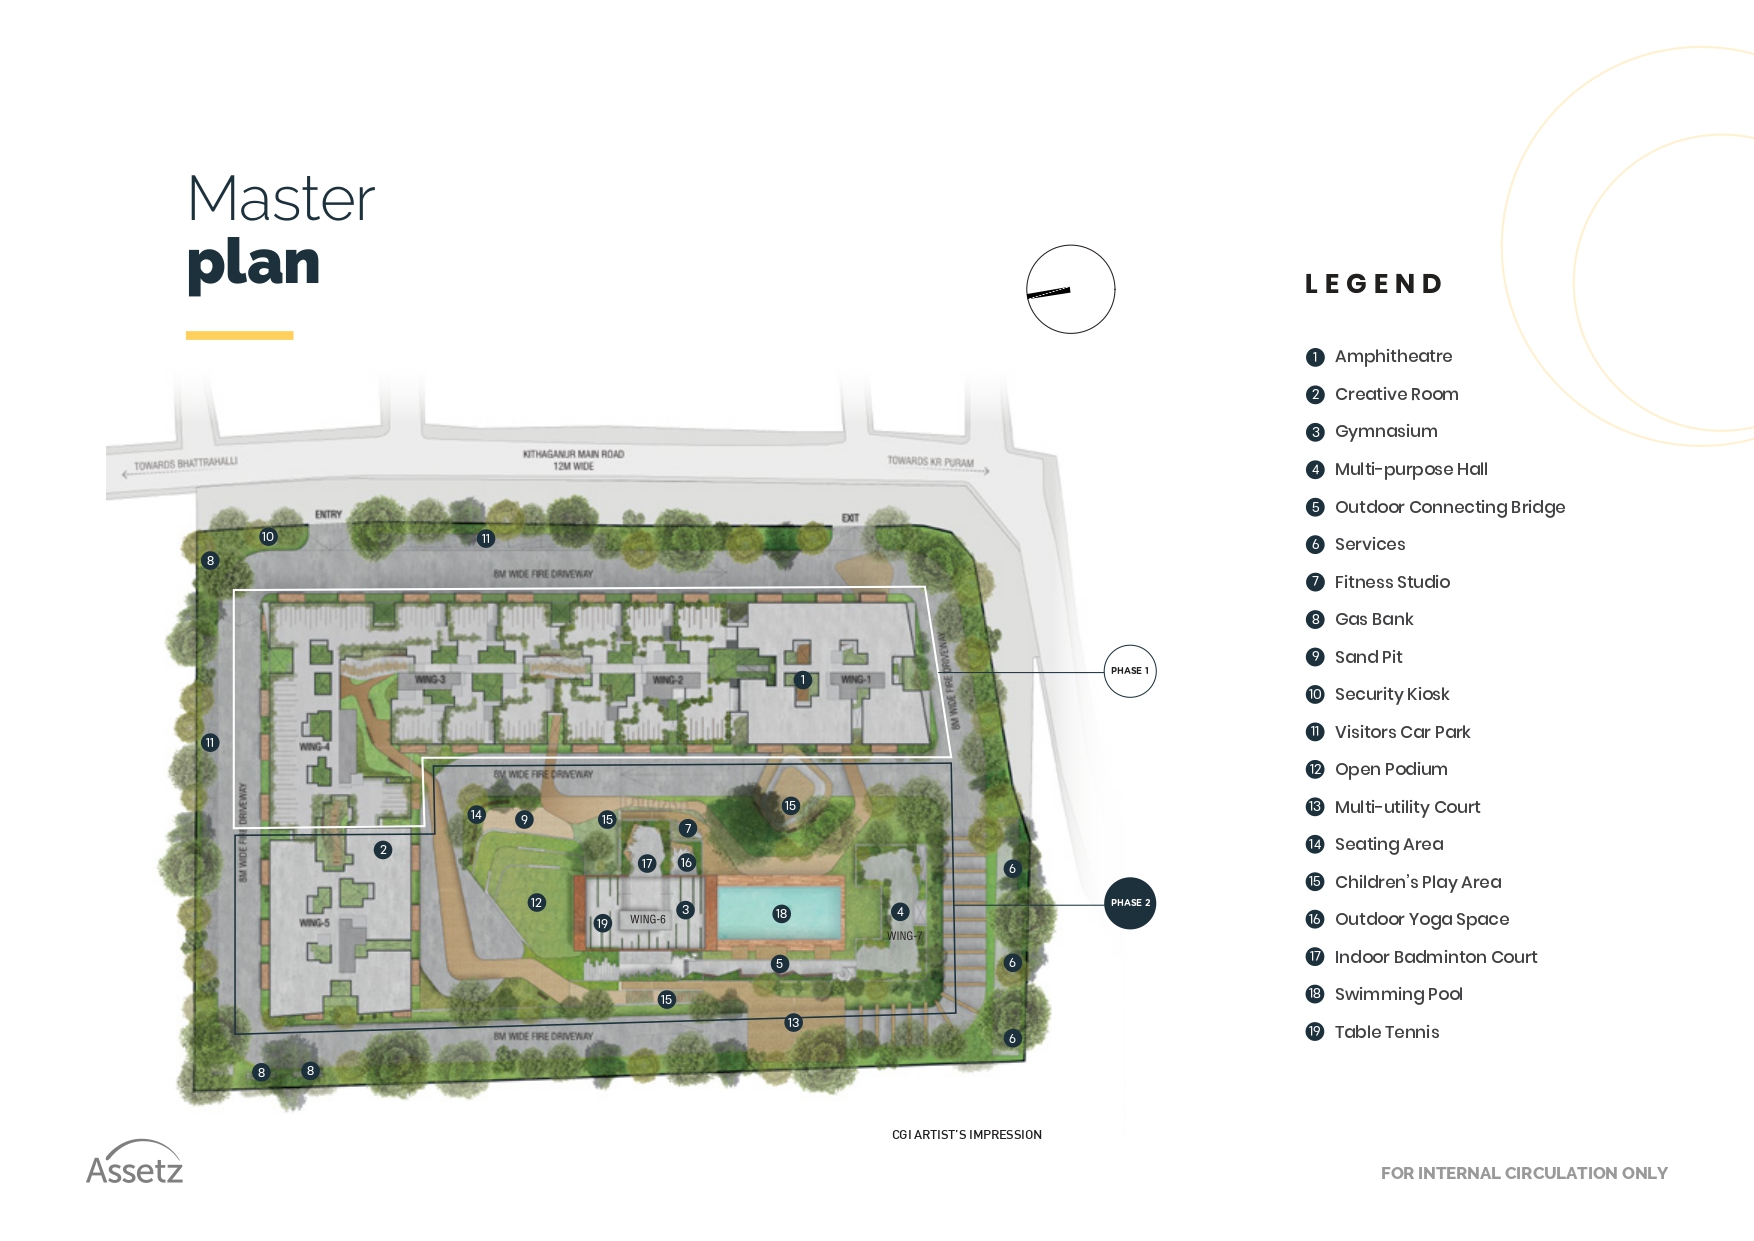 Master
plan
LEGEND
1 Amphitheatre
2 Creative Room
3 Gymnasium
4 Multi-purpose Hall
5 Outdoor Connecting Bridge
6 Services
7 Fitness Studio
8 Gas Bank
9 Sand Pit
10 Security Kiosk
11 Visitors Car Park
12 Open Podium
13 Multi-utility Court
14 Seating Area
15 Children's Play Area
16 Outdoor Yoga Space
17 Indoor Badminton Court
18 Swimming Pool
19 Table Tennis
TOWARDS BHATTRAHALLI
KITHAGANUR MAIN ROAD
12M WIDE
TOWARDS KR PURAM
ENTRY
EXIT
10
11
8
8M WIDE FIRE DRIVEWAY
8M WIDE FIRE DRIVEWAY
PHASE 1
WING-3
WING-2
1
WING-1
11
WING-4
8M WIDE FIRE DRIVEWAY
8M WIDE FIRE DRIVEWAY
14
9
15
7
15
2
17
16
6
12
19
WING-6
3
18
4
PHASE 2
WING-5
WING-7
5
6
15
13
8M WIDE FIRE DRIVEWAY
6
8
8
CGI ARTIST'S IMPRESSION
Assetz
FOR INTERNAL CIRCULATION ONLY